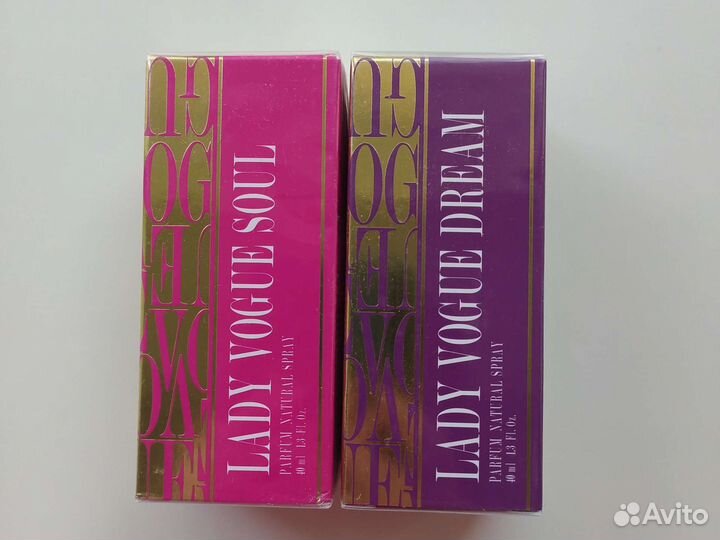 LADY VOGUE SOUL
PARFUM NATURAL SPRAY
40 ml 1.3 Fl. Oz.
LADY VOGUE DREAM
PARFUM NATURAL SPRAY
40 ml 1.3 Fl. Oz.
Avito